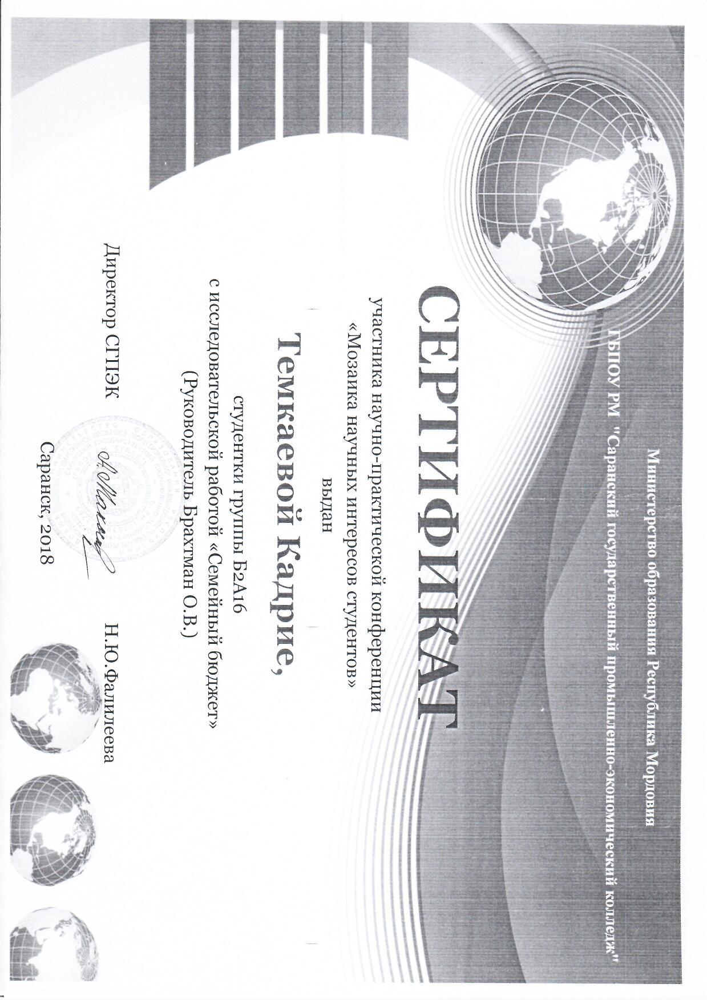 Министерство образования Республика Мордовия
ГБПОУ РМ "Саранский государственный промышленно-экономический колледж"
СЕРТИФИКАТ
участника научно-практической конференции
«Мозаика научных интересов студентов»
выдан
Темкаевой Кадрие,
студентки группы Б2А16
с исследовательской работой «Семейный бюджет»
(Руководитель Брахтман О.В.)
Директор СГПЭК
Н.Ю.Фалилеева
Саранск, 2018